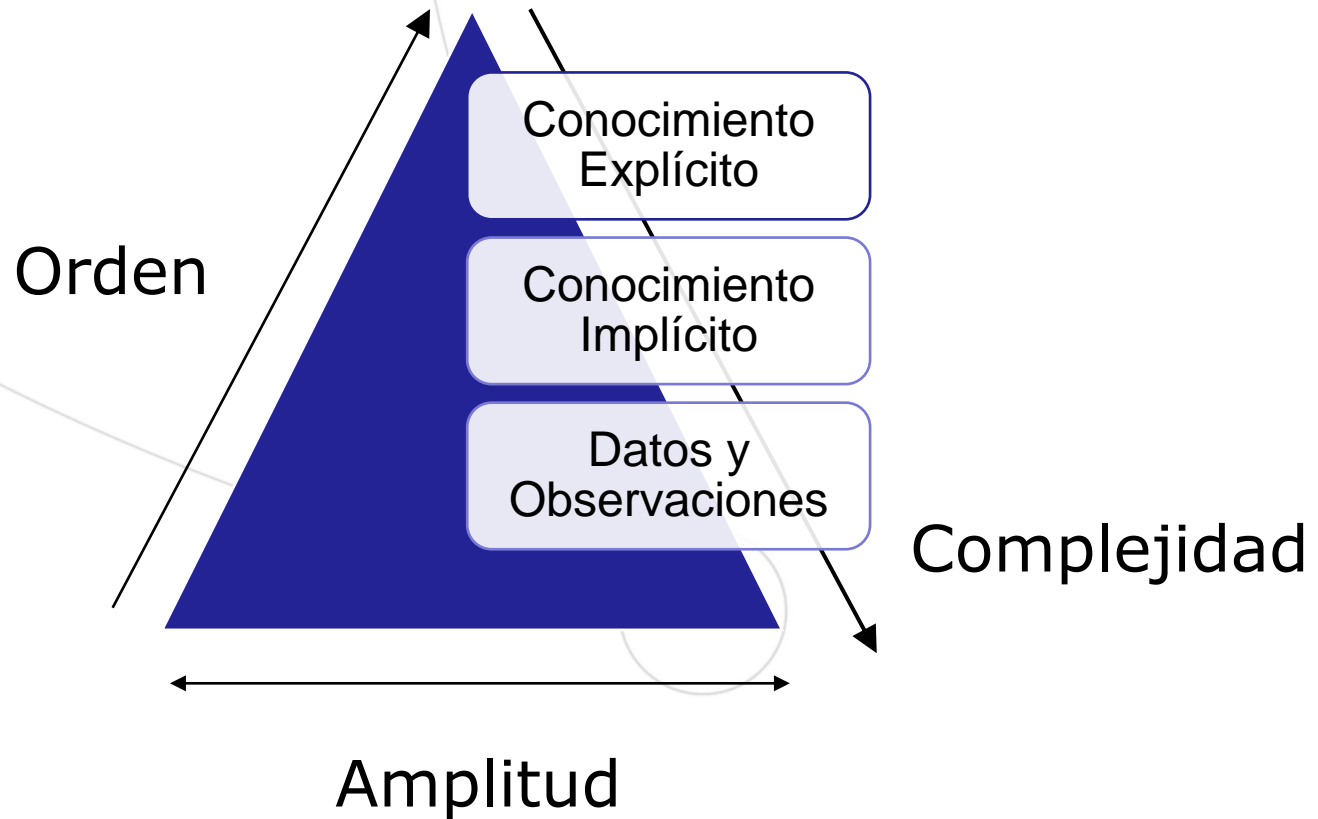 Conocimiento
Explícito
Orden
Conocimiento
Implícito
Datos y
Observaciones
Complejidad
Amplitud